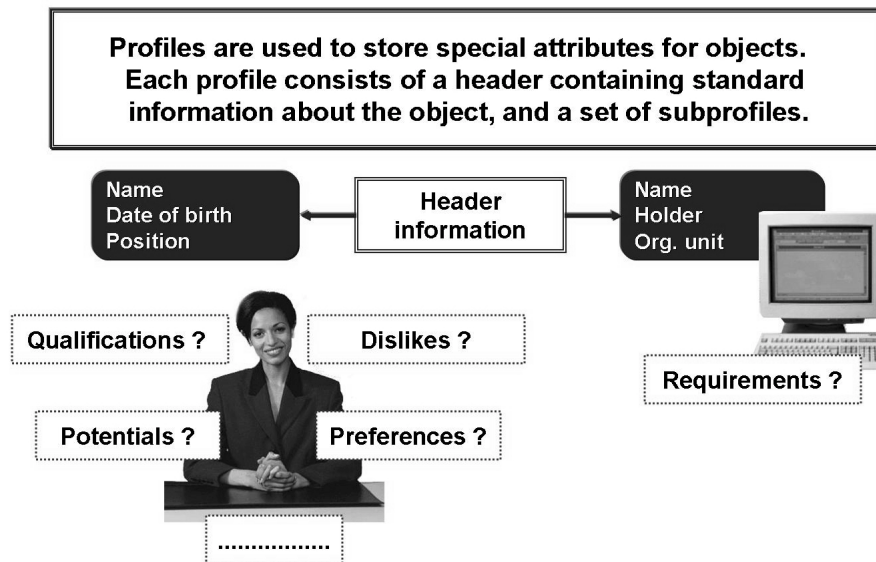 Profiles are used to store special attributes for objects.
Each profile consists of a header containing standard
information about the object, and a set of subprofiles.
Name
Date of birth
Position
Header
information
Name
Holder
Org. unit
Qualifications ?
Dislikes ?
Requirements ?
Potentials ?
Preferences ?
.................